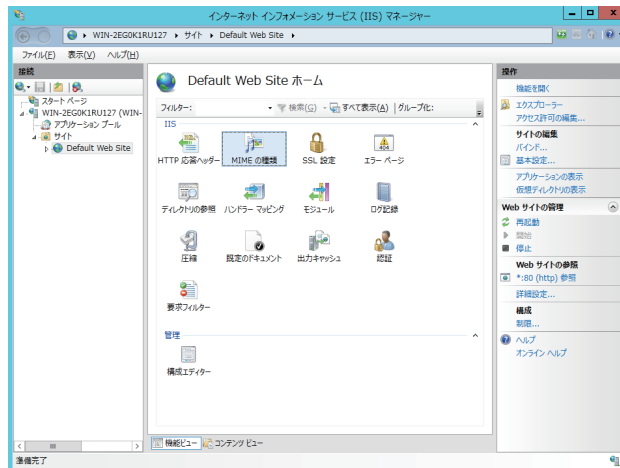 インターネット インフォメーション サービス (IIS) マネージャー
WIN-2EG0K1RU127 ▸ サイト ▸ Default Web Site ▸
ファイル(F) 表示(V) ヘルプ(H)
接続
スタート ページ
WIN-2EG0K1RU127 (WIN-
アプリケーション プール
サイト
Default Web Site
Default Web Site ホーム
フィルター: 検索(G) すべて表示(A) グループ化:
IIS
HTTP 応答ヘッダー MIME の種類 SSL 設定 エラー ページ
ディレクトリの参照 ハンドラー マッピング モジュール ログ記録
圧縮 既定のドキュメント 出力キャッシュ 認証
要求フィルター
管理
構成エディター
機能ビュー コンテンツ ビュー
操作
機能を開く
エクスプローラー
アクセス許可の編集...
サイトの編集
バインド...
基本設定...
アプリケーションの表示
仮想ディレクトリの表示
Web サイトの管理
再起動
開始
停止
Web サイトの参照
*:80 (http) 参照
詳細設定...
構成
制限...
ヘルプ
オンライン ヘルプ
準備完了